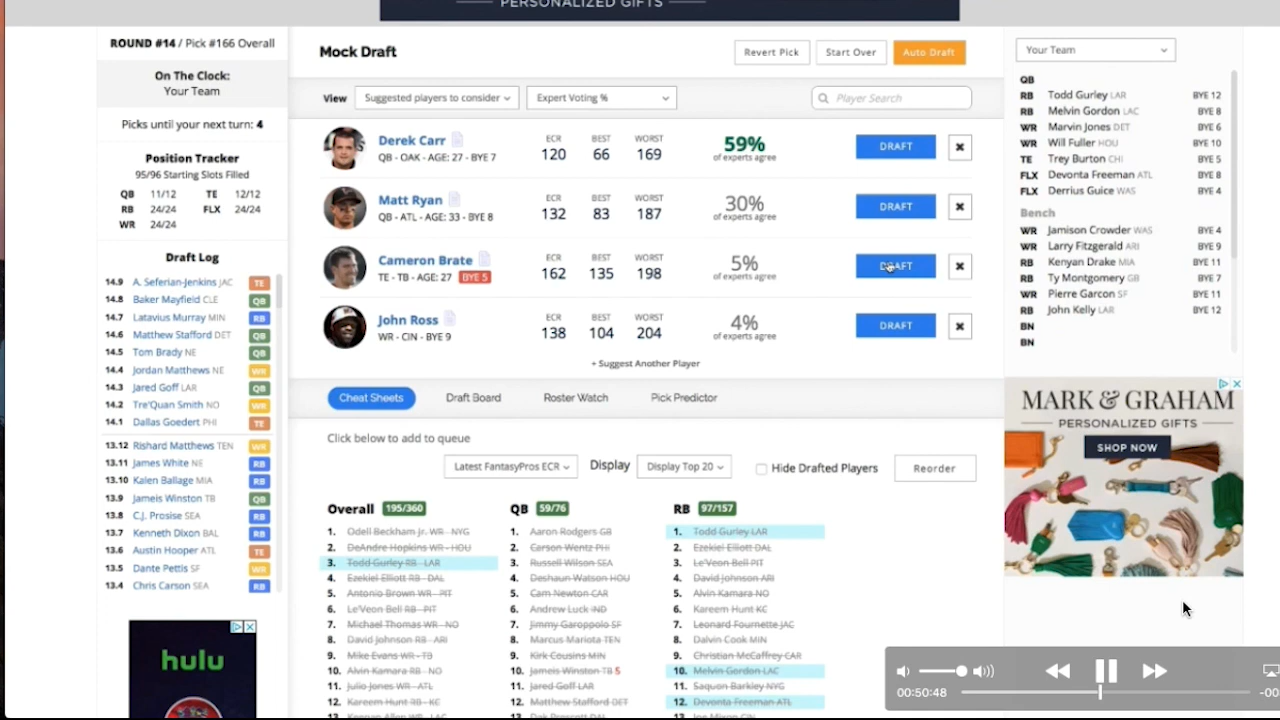 PERSONALIZED GIFTS
ROUND #14 / Pick #166 Overall
On The Clock:
Your Team
Picks until your next turn: 4
Position Tracker
95/96 Starting Slots Filled
QB 11/12 TE 12/12
RB 24/24 FLX 24/24
WR 24/24
Draft Log
14.9 A. Seferian-Jenkins JAC TE
14.8 Baker Mayfield CLE QB
14.7 Latavius Murray MIN RB
14.6 Matthew Stafford DET QB
14.5 Tom Brady NE QB
14.4 Jordan Matthews NE WR
14.3 Jared Goff LAR QB
14.2 Tre'Quan Smith NO WR
14.1 Dallas Goedert PHI TE
13.12 Rishard Matthews TEN WR
13.11 James White NE RB
13.10 Kalen Ballage MIA RB
13.9 Jameis Winston TB QB
13.8 C.J. Prosise SEA RB
13.7 Kenneth Dixon BAL RB
13.6 Austin Hooper ATL TE
13.5 Dante Pettis SF WR
13.4 Chris Carson SEA RB
hulu
Mock Draft
Revert Pick Start Over Auto Draft
View Suggested players to consider Expert Voting % Player Search
Derek Carr ECR BEST WORST 59% DRAFT
QB - OAK - AGE: 27 - BYE 7 120 66 169 of experts agree
Matt Ryan ECR BEST WORST 30% DRAFT
QB - ATL - AGE: 33 - BYE 8 132 83 187 of experts agree
Cameron Brate ECR BEST WORST 5% DRAFT
TE - TB - AGE: 27 BYE 5 162 135 198 of experts agree
John Ross ECR BEST WORST 4% DRAFT
WR - CIN - BYE 9 138 104 204 of experts agree
+ Suggest Another Player
Cheat Sheets Draft Board Roster Watch Pick Predictor
Click below to add to queue
Latest FantasyPros ECR Display Display Top 20 Hide Drafted Players Reorder
Overall 195/360 QB 59/76 RB 97/157
1. Odell Beckham Jr. WR - NYG 1. Aaron Rodgers GB 1. Todd Gurley LAR
2. DeAndre Hopkins WR - HOU 2. Carson Wentz PHI 2. Ezekiel Elliott DAL
3. Todd Gurley RB - LAR 3. Russell Wilson SEA 3. Le'Veon Bell PIT
4. Ezekiel Elliott RB - DAL 4. Deshaun Watson HOU 4. David Johnson ARI
5. Antonio Brown WR - PIT 5. Cam Newton CAR 5. Alvin Kamara NO
6. Le'Veon Bell RB - PIT 6. Andrew Luck IND 6. Kareem Hunt KC
7. Michael Thomas WR - NO 7. Jimmy Garoppolo SF 7. Leonard Fournette JAC
8. David Johnson RB - ARI 8. Marcus Mariota TEN 8. Dalvin Cook MIN
9. Mike Evans WR - TB 9. Kirk Cousins MIN 9. Christian McCaffrey CAR
10. Alvin Kamara RB - NO 10. Jameis Winston TB 5 10. Melvin Gordon LAC
11. Julio Jones WR - ATL 11. Jared Goff LAR 11. Saquon Barkley NYG
12. Kareem Hunt RB - KC 12. Matthew Stafford DET 12. Devonta Freeman ATL
13. Keenan Allen WR - LAC 13. Dak Prescott DAL 13. Joe Mixon CIN
Your Team
QB
RB Todd Gurley LAR BYE 12
RB Melvin Gordon LAC BYE 8
WR Marvin Jones DET BYE 6
WR Will Fuller HOU BYE 10
TE Trey Burton CHI BYE 5
FLX Devonta Freeman ATL BYE 8
FLX Derrius Guice WAS BYE 4
Bench
WR Jamison Crowder WAS BYE 4
WR Larry Fitzgerald ARI BYE 9
RB Kenyan Drake MIA BYE 11
RB Ty Montgomery GB BYE 7
WR Pierre Garcon SF BYE 11
RB John Kelly LAR BYE 12
BN
BN
MARK & GRAHAM
PERSONALIZED GIFTS
SHOP NOW
00:50:48 -00